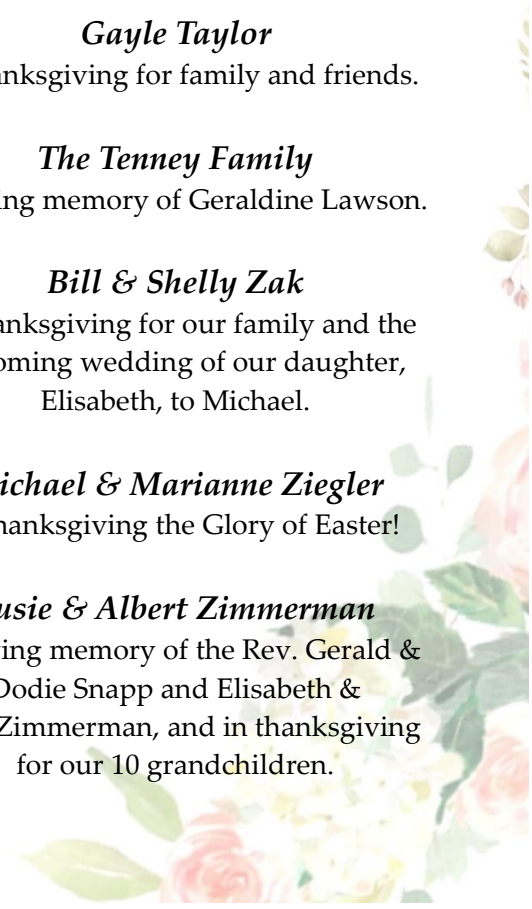 Gayle Taylor
anksgiving for family and friends.
The Tenney Family
ing memory of Geraldine Lawson.
Bill & Shelly Zak
anksgiving for our family and the
oming wedding of our daughter,
Elisabeth, to Michael.
ichael & Marianne Ziegler
hanksgiving the Glory of Easter!
usie & Albert Zimmerman
ing memory of the Rev. Gerald &
Dodie Snapp and Elisabeth &
Zimmerman, and in thanksgiving
for our 10 grandchildren.